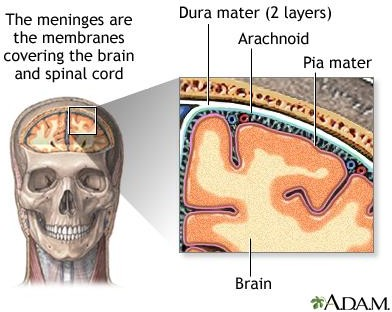 The meninges are
the membranes
covering the brain
and spinal cord
Dura mater (2 layers)
Arachnoid
Pia mater
Brain
A.D.A.M.